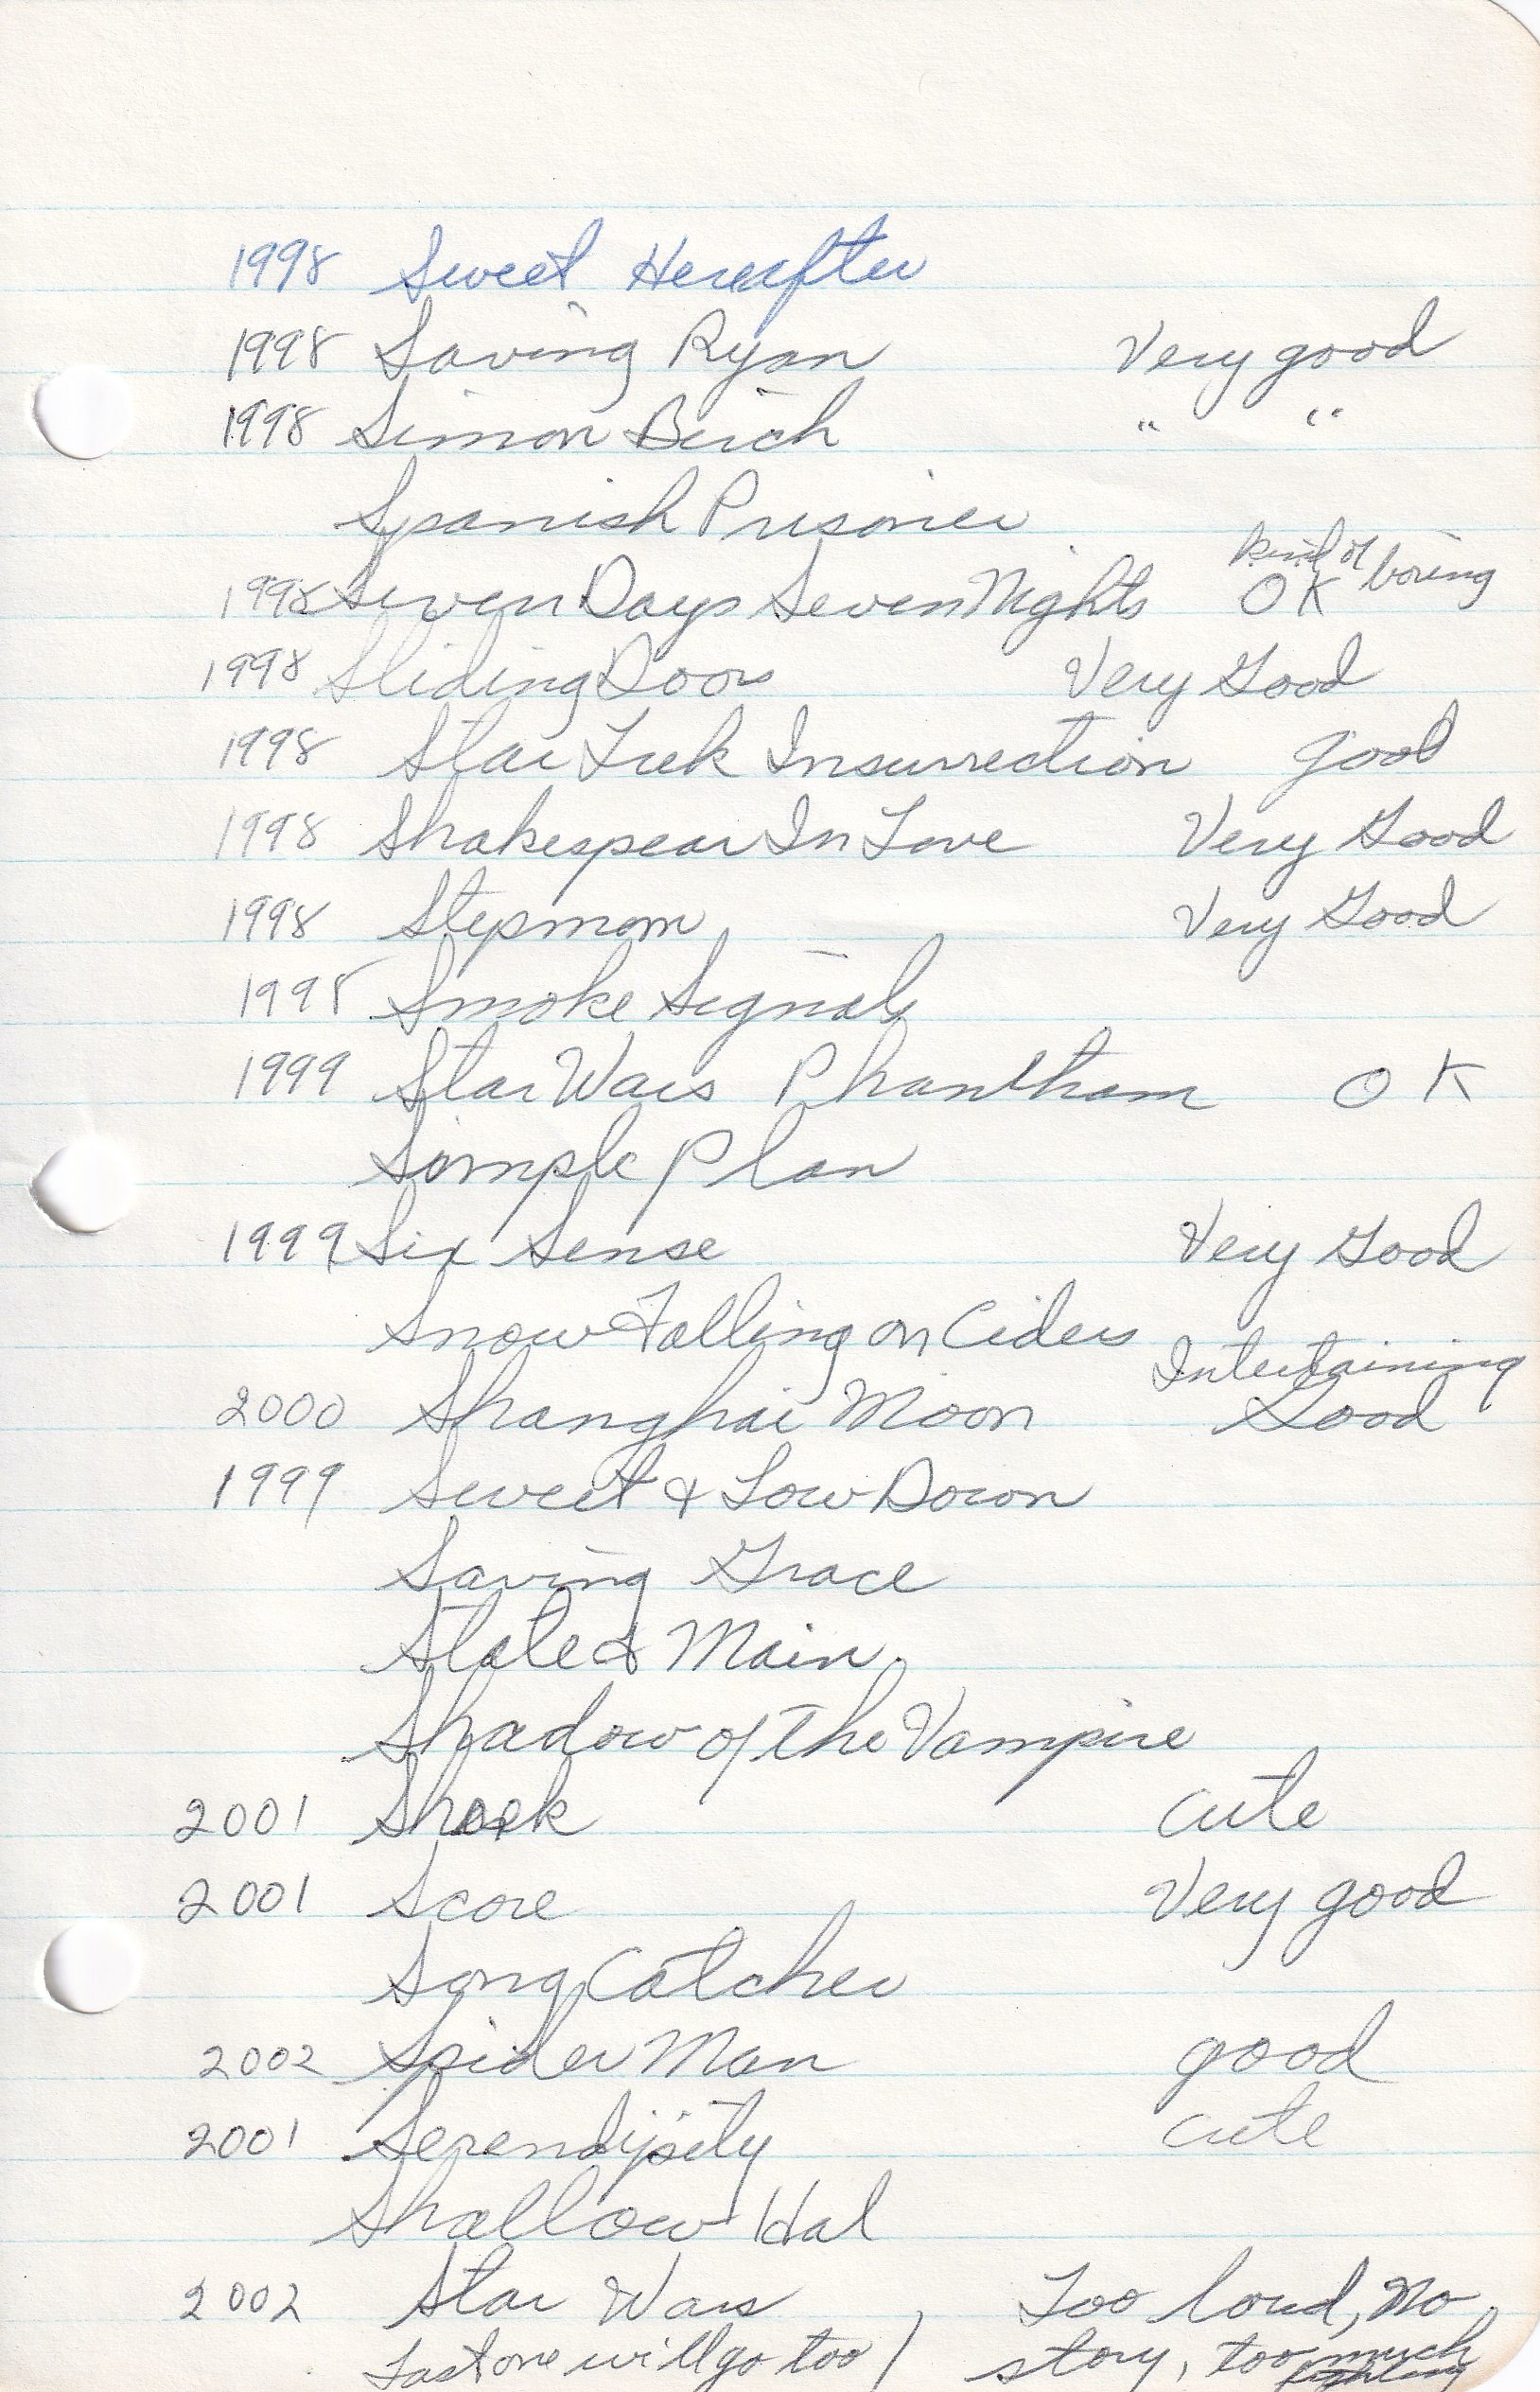 1998 Sweet Hereafter
1998 Saving Ryan Very good
1998 Simon Birch " "
Spanish Prisoner
kind of boring
1998 Seven Days Seven Nights OK
1998 Sliding Doors Very Good
1998 Star Trek Insurrection good
1998 Shakespear In Love Very Good
1998 Stepmom Very Good
1998 Smoke Signals
1999 Star Wars Phantham OK
Simple Plan
1999 Six Sense Very Good
Snow Falling on Ciders
Intertaining
2000 Shanghai Moon Good
1999 Sweet & Low Down
Saving Grace
State & Main
Shadow of the Vampire
2001 Shrek cute
2001 Score Very good
Song Catcher
2002 Spider Man good
2001 Serendipity cute
Shallow Hal
2002 Star Wars Too loud, No
Last one will go too / story, too much
fighting